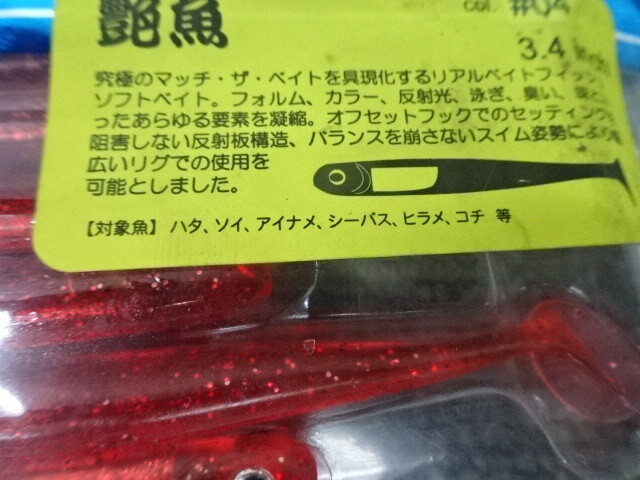 艶魚
COL. #04
3.4 inch
究極のマッチ・ザ・ベイトを具現化するリアルベイトフィッシュ
ソフトベイト。フォルム、カラー、反射光、泳ぎ、臭い、
ったあらゆる要素を凝縮。オフセットフックでのセッティングを
阻害しない反射板構造、バランスを崩さないスイム姿勢により
広いリグでの使用を
可能としました。
【対象魚】 ハタ、ソイ、アイナメ、シーバス、ヒラメ、コチ 等